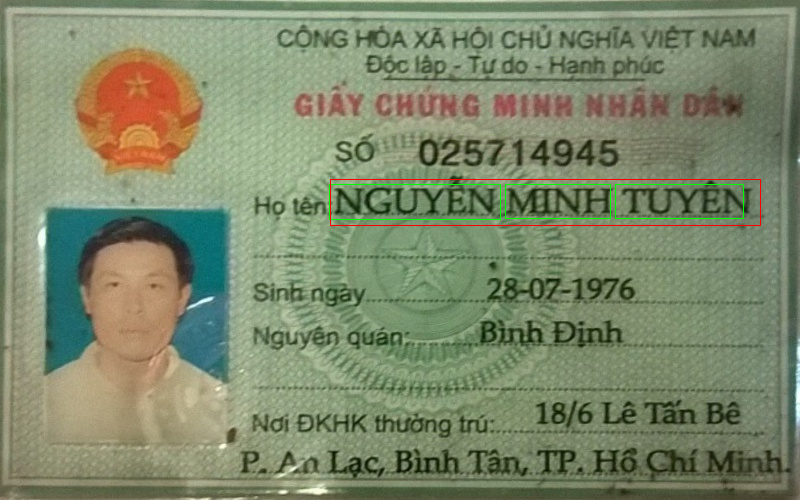 CỘNG HÒA XÃ HỘI CHỦ NGHĨA VIỆT NAM
Độc lập - Tự do - Hạnh phúc
GIẤY CHỨNG MINH NHÂN DÂN
SỐ 025714945
Họ tên NGUYỄN MINH TUYÊN
Sinh ngày 28-07-1976
Nguyên quán: Bình Định
Nơi ĐKHK thường trú: 18/6 Lê Tấn Bê
P. An Lạc, Bình Tân, TP. Hồ Chí Minh.